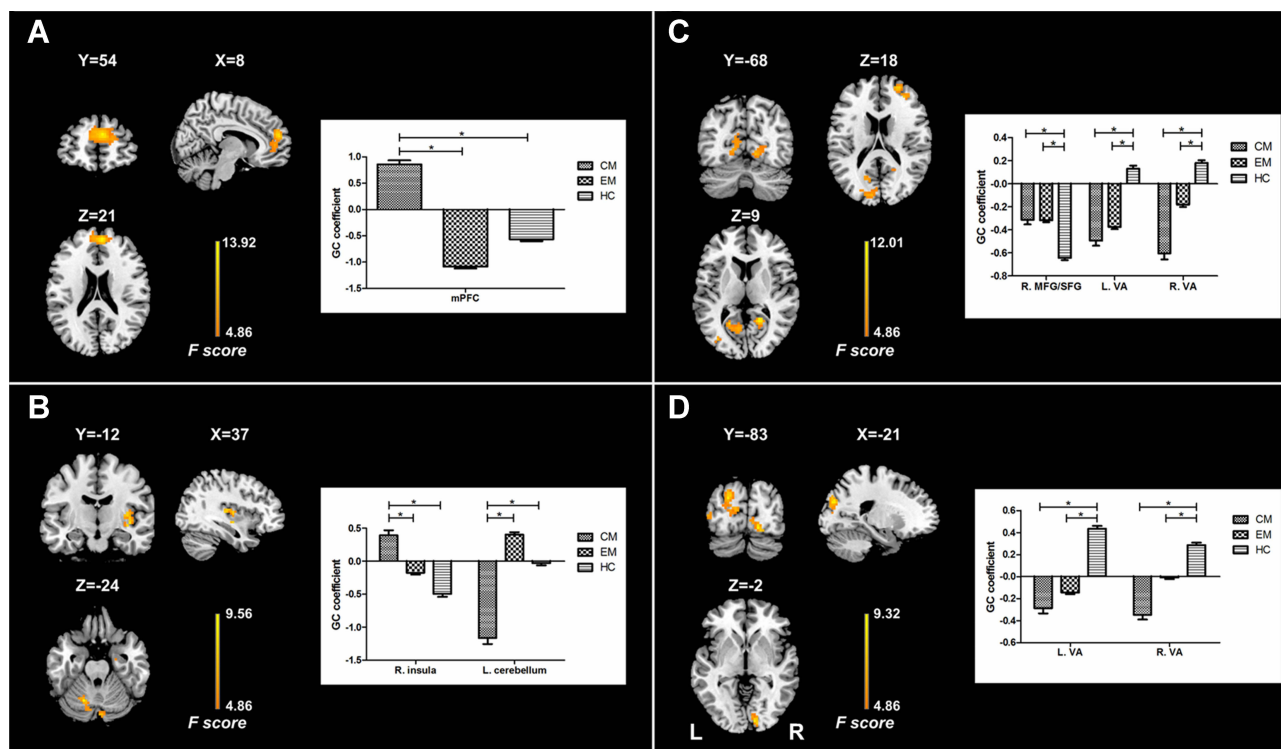 A
Y=54
X=8
Z=21
13.92
4.86
F score
GC coefficient
1.0
0.5
0.0
-0.5
-1.0
-1.5
*
*
CM
EM
HC
mPFC
C
Y=-68
Z=18
Z=9
12.01
4.86
F score
GC coefficient
0.4
0.2
-0.0
-0.2
-0.4
-0.6
-0.8
* * *
* * *
CM
EM
HC
R. MFG/SFG L. VA R. VA
B
Y=-12
X=37
Z=-24
9.56
4.86
F score
GC coefficient
0.5
0.0
-0.5
-1.0
-1.5
* *
* *
CM
EM
HC
R. insula L. cerebellum
D
Y=-83
X=-21
Z=-2
9.32
4.86
F score
L R
GC coefficient
0.6
0.4
0.2
-0.0
-0.2
-0.4
-0.6
* *
* *
CM
EM
HC
L. VA R. VA